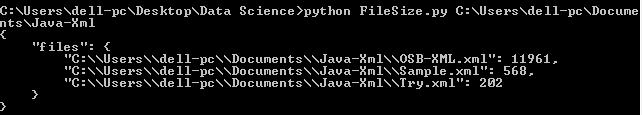 C:\Users\dell-pc\Desktop\Data Science>python FileSize.py C:\Users\dell-pc\Docume
nts\Java-Xml
{
    "files": {
        "C:\\Users\\dell-pc\\Documents\\Java-Xml\\OSB-XML.xml": 11961,
        "C:\\Users\\dell-pc\\Documents\\Java-Xml\\Sample.xml": 568,
        "C:\\Users\\dell-pc\\Documents\\Java-Xml\\Try.xml": 202
    }
}